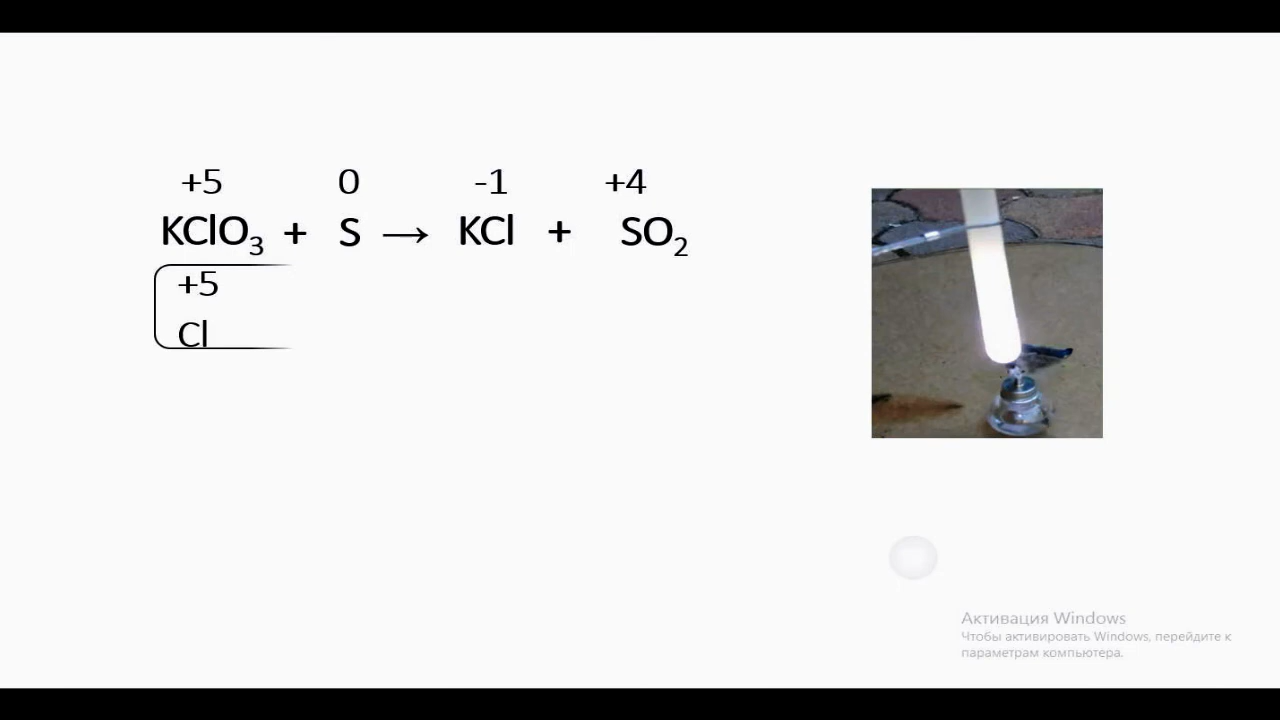 +5 0 -1 +4
KClO₃ + S → KCl + SO₂
+5
Cl
Активация Windows
Чтобы активировать Windows, перейдите к
параметрам компьютера.